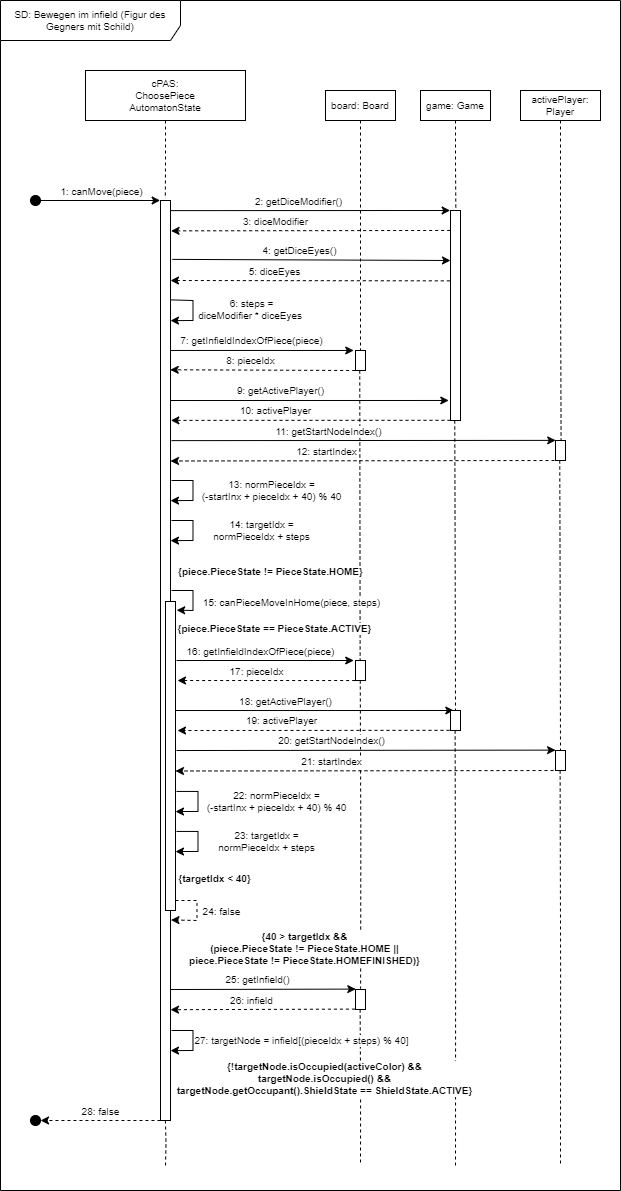 SD: Bewegen im infield (Figur des
Gegners mit Schild)
cPAS:
ChoosePiece
AutomatonState
board: Board
game: Game
activePlayer:
Player
1: canMove(piece)
2: getDiceModifier()
3: diceModifier
4: getDiceEyes()
5: diceEyes
6: steps =
diceModifier * diceEyes
7: getInfieldIndexOfPiece(piece)
8: pieceIdx
9: getActivePlayer()
10: activePlayer
11: getStartNodeIndex()
12: startIndex
13: normPieceIdx =
(-startInx + pieceIdx + 40) % 40
14: targetIdx =
normPieceIdx + steps
{piece.PieceState != PieceState.HOME}
15: canPieceMoveInHome(piece, steps)
{piece.PieceState == PieceState.ACTIVE}
16: getInfieldIndexOfPiece(piece)
17: pieceIdx
18: getActivePlayer()
19: activePlayer
20: getStartNodeIndex()
21: startIndex
22: normPieceIdx =
(-startInx + pieceIdx + 40) % 40
23: targetIdx =
normPieceIdx + steps
{targetIdx < 40}
24: false
{40 > targetIdx &&
(piece.PieceState != PieceState.HOME ||
piece.PieceState != PieceState.HOMEFINISHED)}
25: getInfield()
26: infield
27: targetNode = infield[(pieceIdx + steps) % 40]
{!targetNode.isOccupied(activeColor) &&
targetNode.isOccupied() &&
targetNode.getOccupant().ShieldState == ShieldState.ACTIVE}
28: false